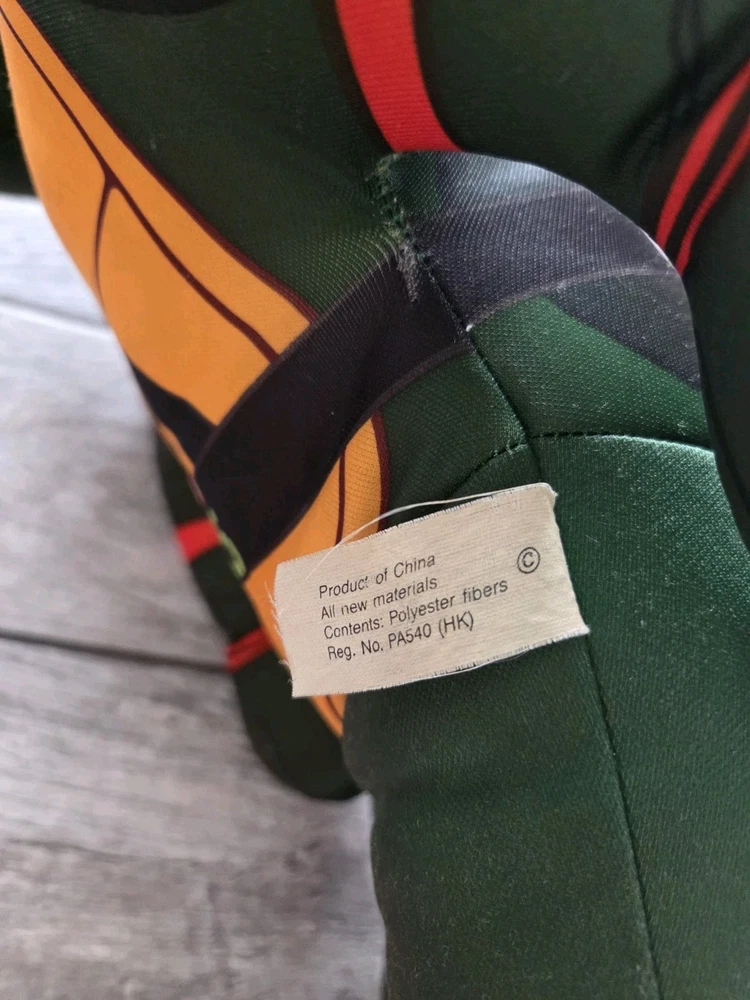 Product of China
All new materials
©
Contents: Polyester fibers
Reg. No. PA540 (HK)